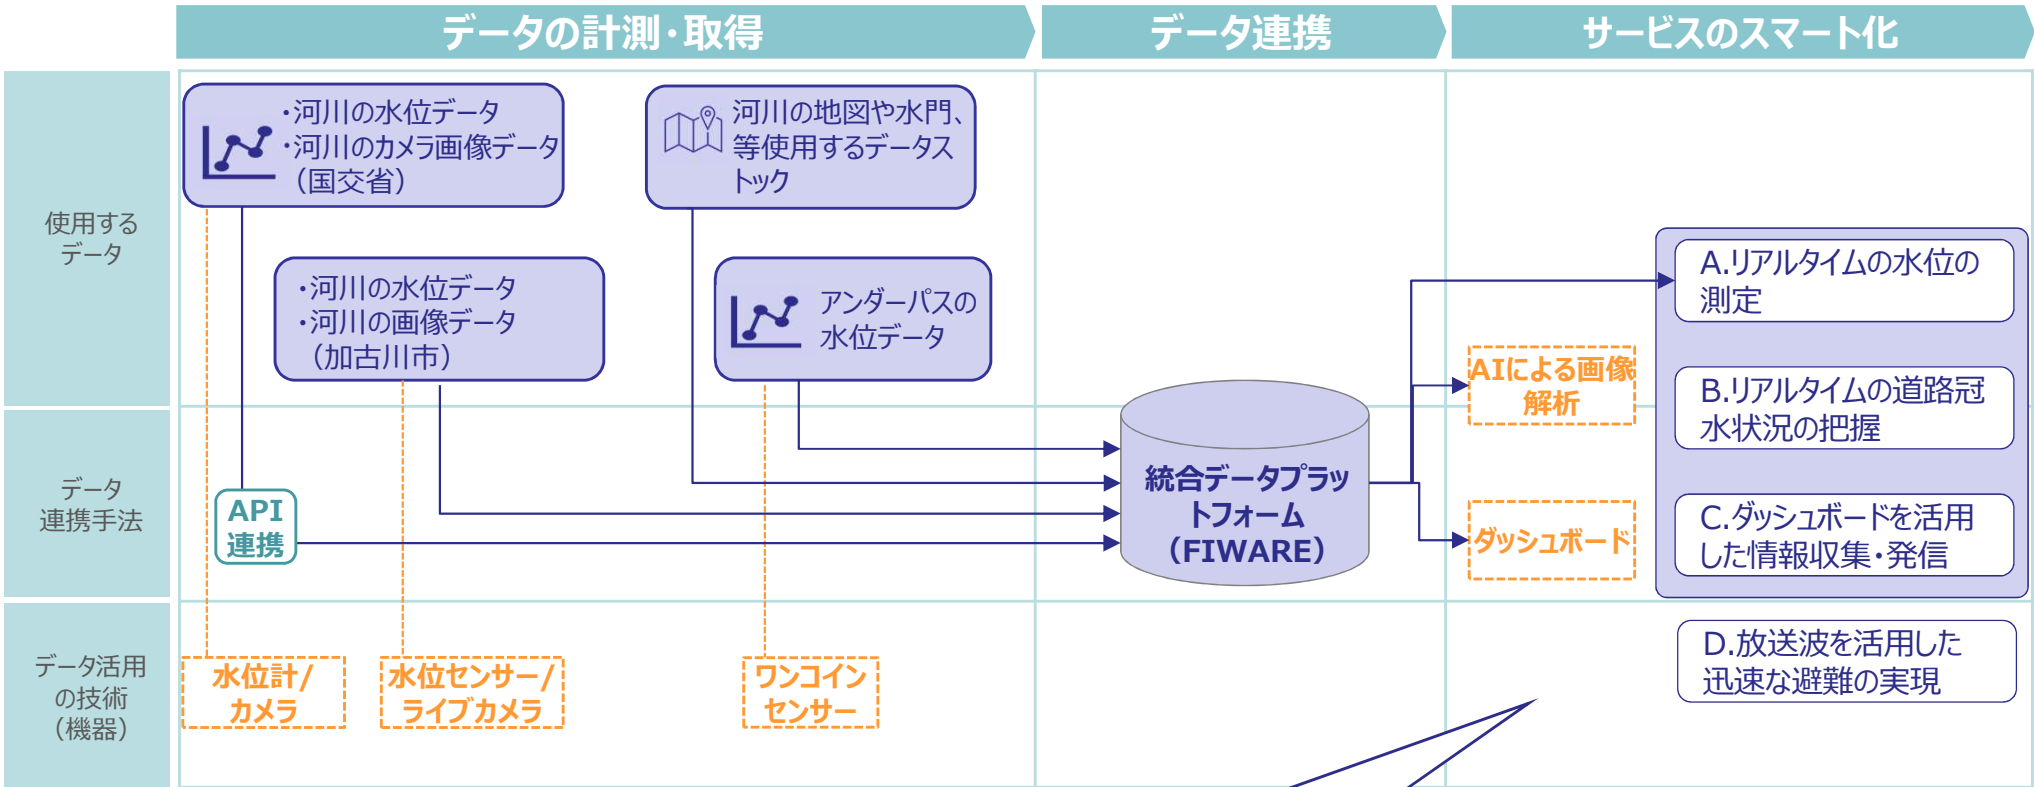 データの計測・取得
データ連携
サービスのスマート化
使用する
データ
・河川の水位データ
・河川のカメラ画像データ
（国交省）
河川の地図や水門、
等使用するデータス
トック
・河川の水位データ
・河川の画像データ
（加古川市）
アンダーパスの
水位データ
A.リアルタイムの水位の
測定
AIによる画像
解析
B.リアルタイムの道路冠
水状況の把握
データ
連携手法
API
連携
統合データプラッ
トフォーム
（FIWARE）
ダッシュボード
C.ダッシュボードを活用
した情報収集・発信
データ活用
の技術
（機器）
水位計/
カメラ
水位センサー/
ライブカメラ
ワンコイン
センサー
D.放送波を活用した
迅速な避難の実現